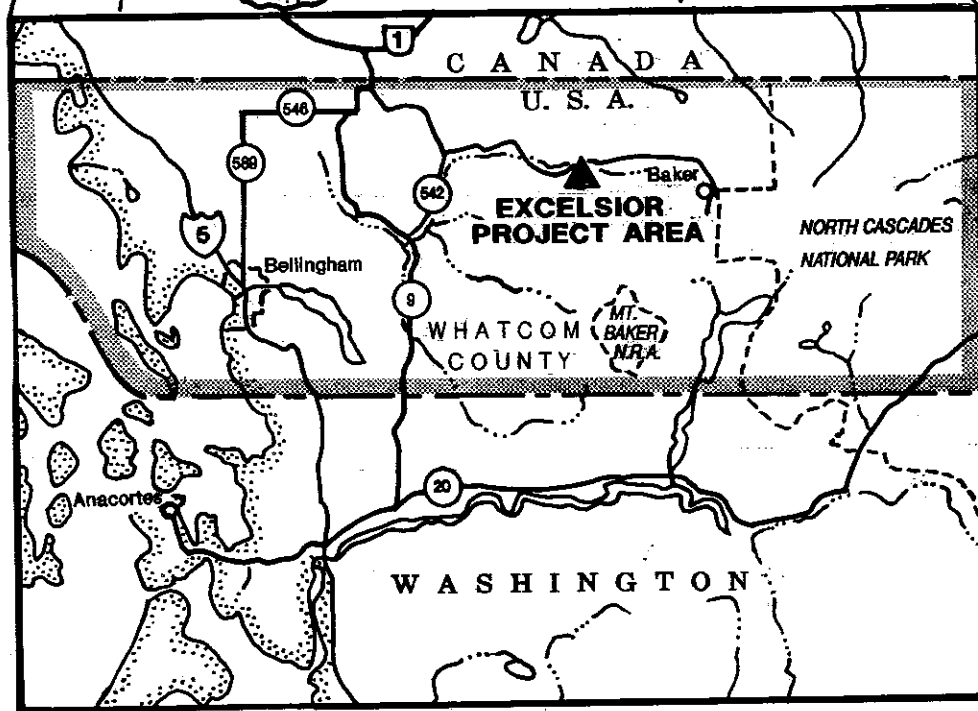 1
C A N A D A
U. S. A.
546
589
542
Baker
EXCELSIOR
PROJECT AREA
NORTH CASCADES
NATIONAL PARK
5
Bellingham
9
WHATCOM
COUNTY
MT.
BAKER
N.R.A.
20
Anacortes
WASHINGTON